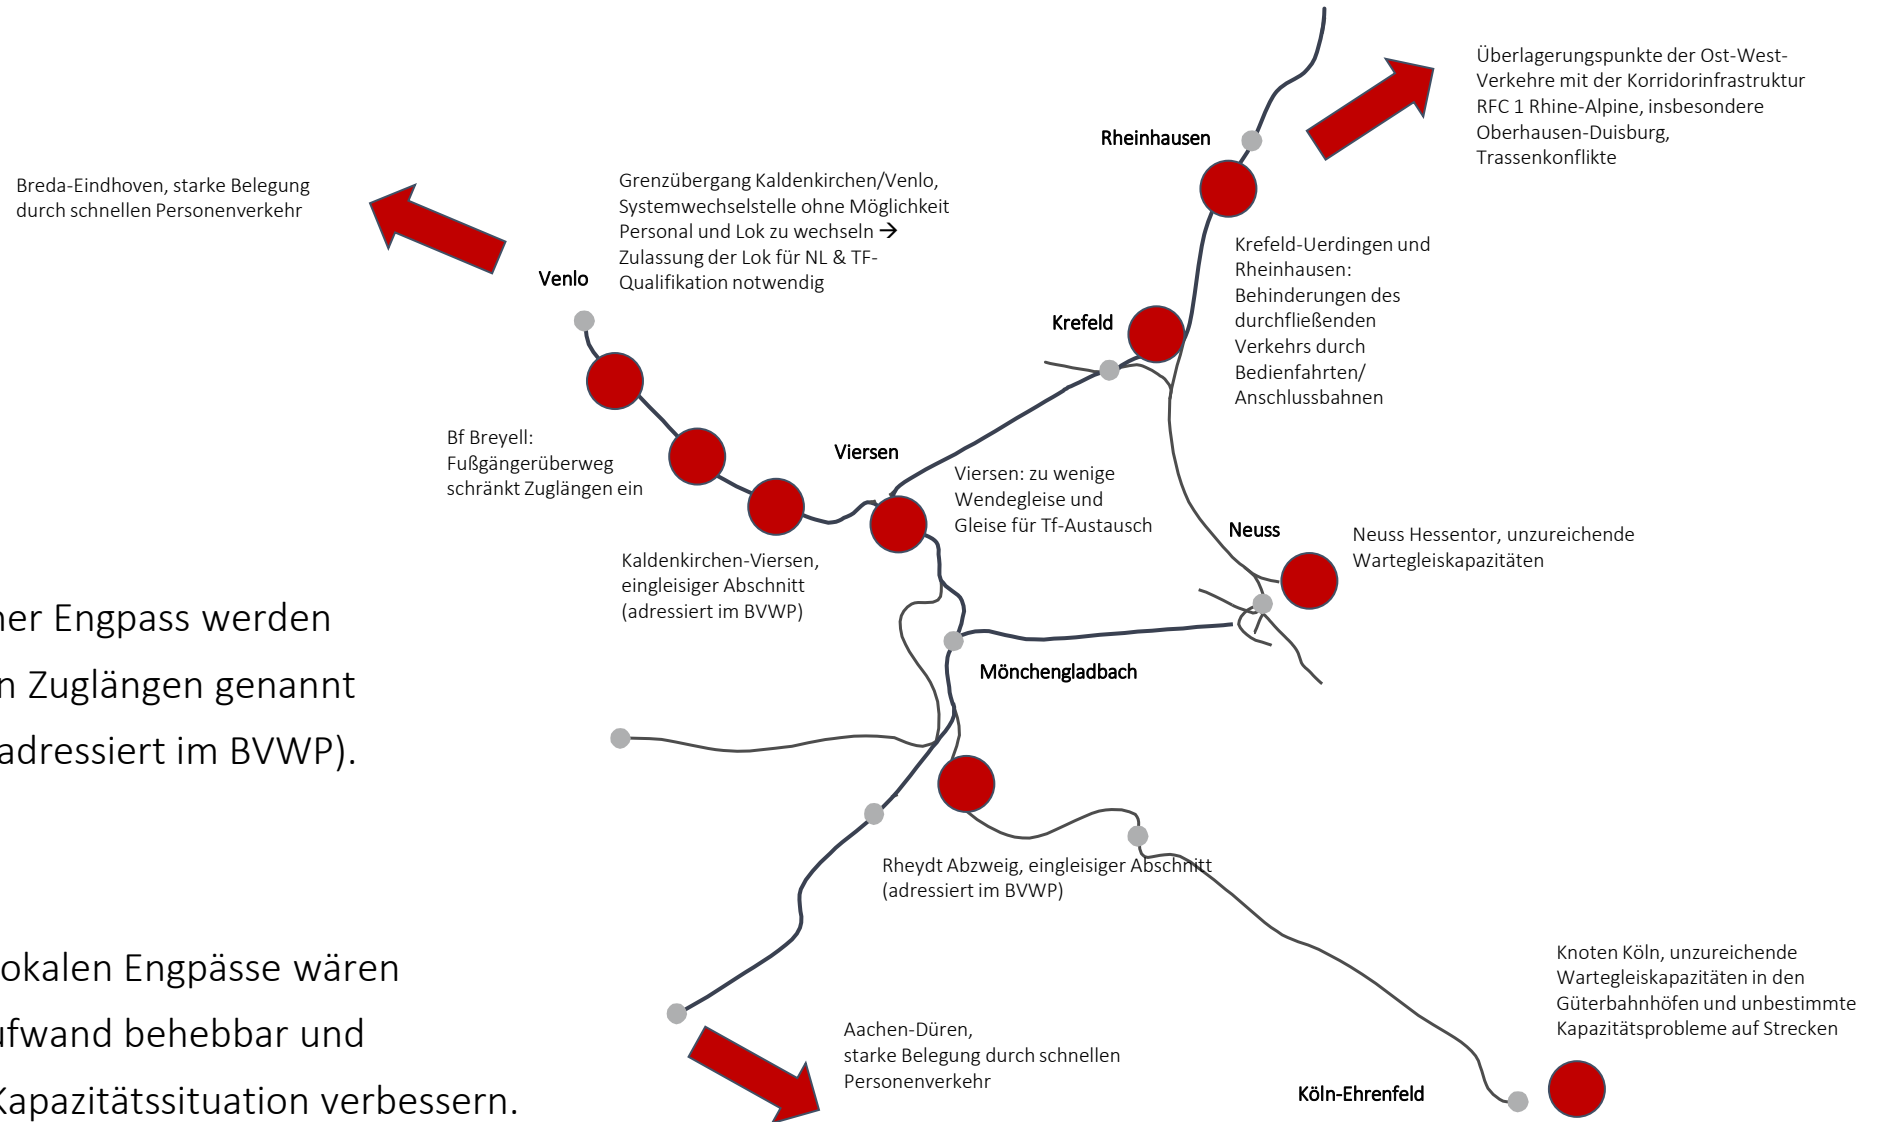 Überlagerungspunkte der Ost-West-
Verkehre mit der Korridorinfrastruktur
RFC 1 Rhine-Alpine, insbesondere
Oberhausen-Duisburg,
Trassenkonflikte
Rheinhausen
Breda-Eindhoven, starke Belegung
durch schnellen Personenverkehr
Grenzübergang Kaldenkirchen/Venlo,
Systemwechselstelle ohne Möglichkeit
Personal und Lok zu wechseln →
Zulassung der Lok für NL & TF-
Qualifikation notwendig
Venlo
Krefeld-Uerdingen und
Rheinhausen:
Behinderungen des
durchfließenden
Verkehrs durch
Bedienfahrten/
Anschlussbahnen
Krefeld
Bf Breyell:
Fußgängerüberweg
schränkt Zuglängen ein
Viersen
Viersen: zu wenige
Wendegleise und
Gleise für Tf-Austausch
Neuss
Neuss Hessentor, unzureichende
Wartegleiskapazitäten
Kaldenkirchen-Viersen,
eingleisiger Abschnitt
(adressiert im BVWP)
Mönchengladbach
Engpass werden
Zuglängen genannt
adressiert im BVWP).
Rheydt Abzweig, eingleisiger Abschnitt
(adressiert im BVWP)
okalen Engpässe wären
ufwand behebbar und
Kapazitätssituation verbessern.
Knoten Köln, unzureichende
Wartegleiskapazitäten in den
Güterbahnhöfen und unbestimmte
Kapazitätsprobleme auf Strecken
Aachen-Düren,
starke Belegung durch schnellen
Personenverkehr
Köln-Ehrenfeld